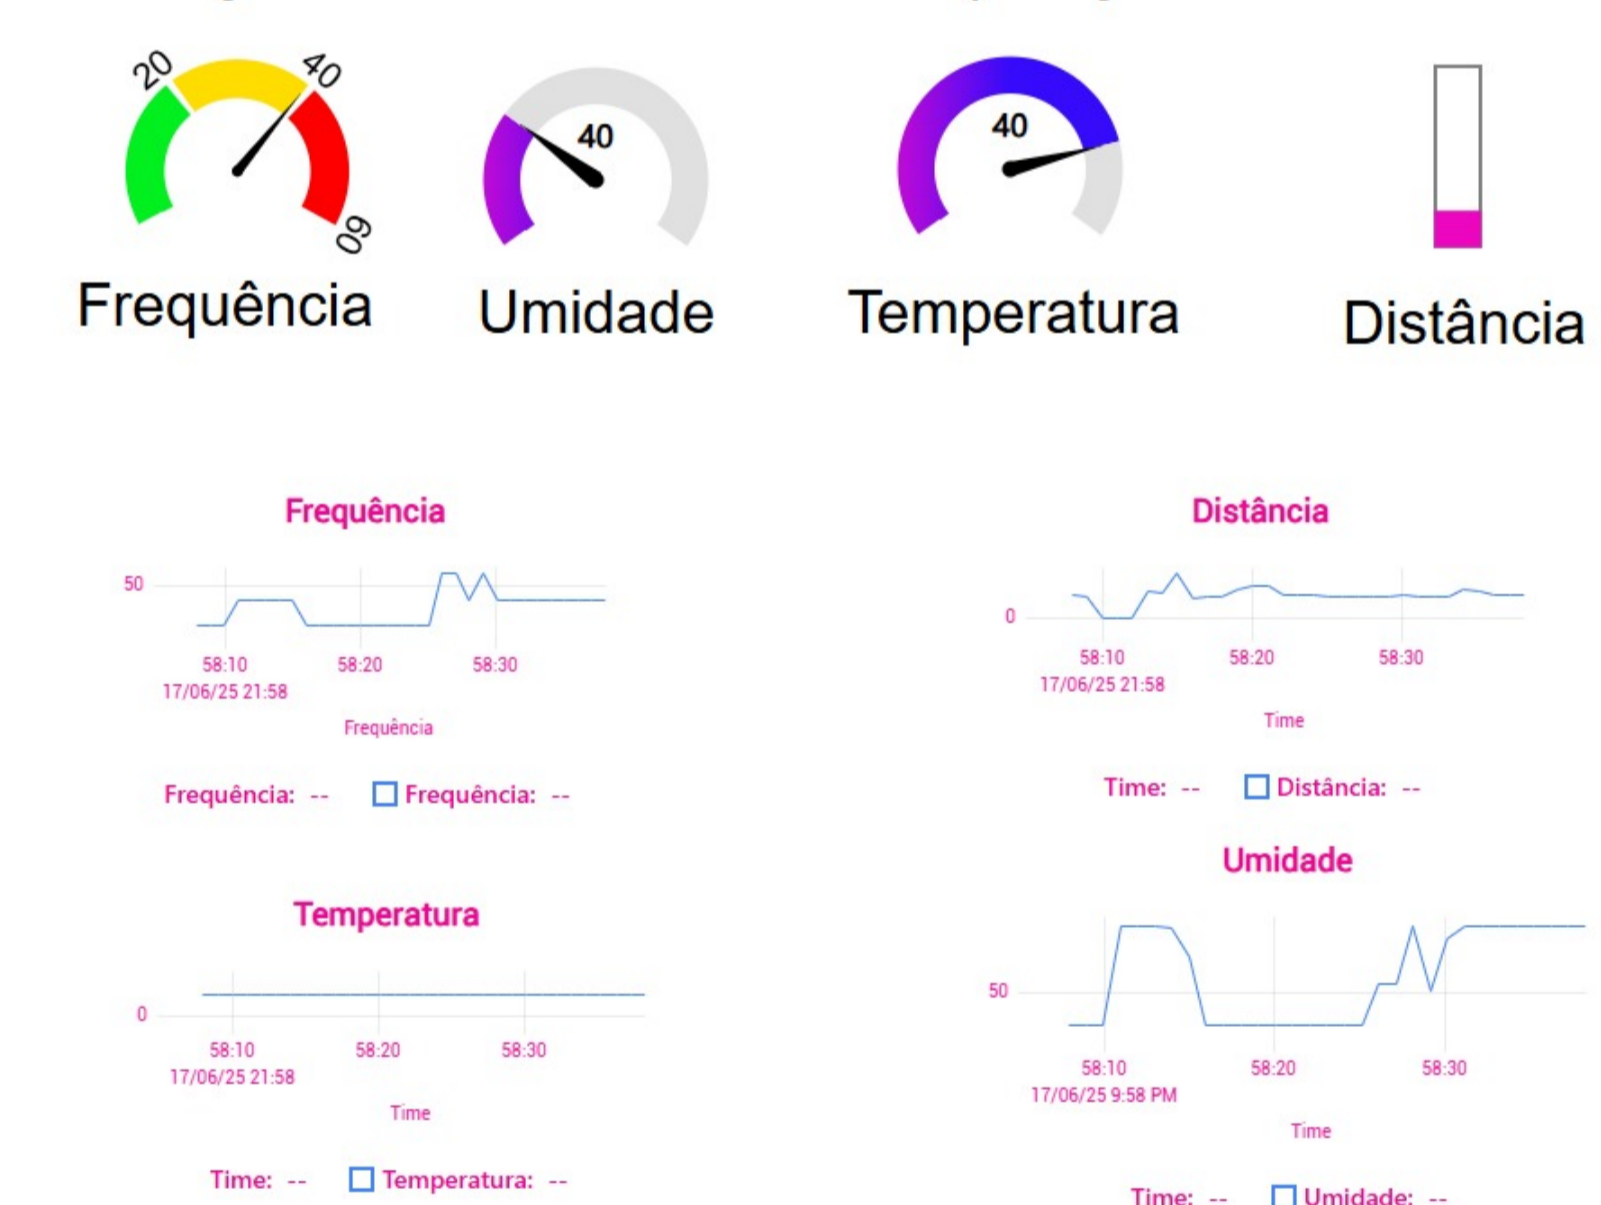 20
40
60
40
40
Frequência
Umidade
Temperatura
Distância
Frequência
50
58:10
58:20
58:30
17/06/25 21:58
Frequência
Frequência: --
Frequência: --
Distância
0
58:10
58:20
58:30
17/06/25 21:58
Time
Time: --
Distância: --
Temperatura
0
58:10
58:20
58:30
17/06/25 21:58
Time
Time: --
Temperatura: --
Umidade
50
58:10
58:20
58:30
17/06/25 9:58 PM
Time
Time: --
Umidade: --